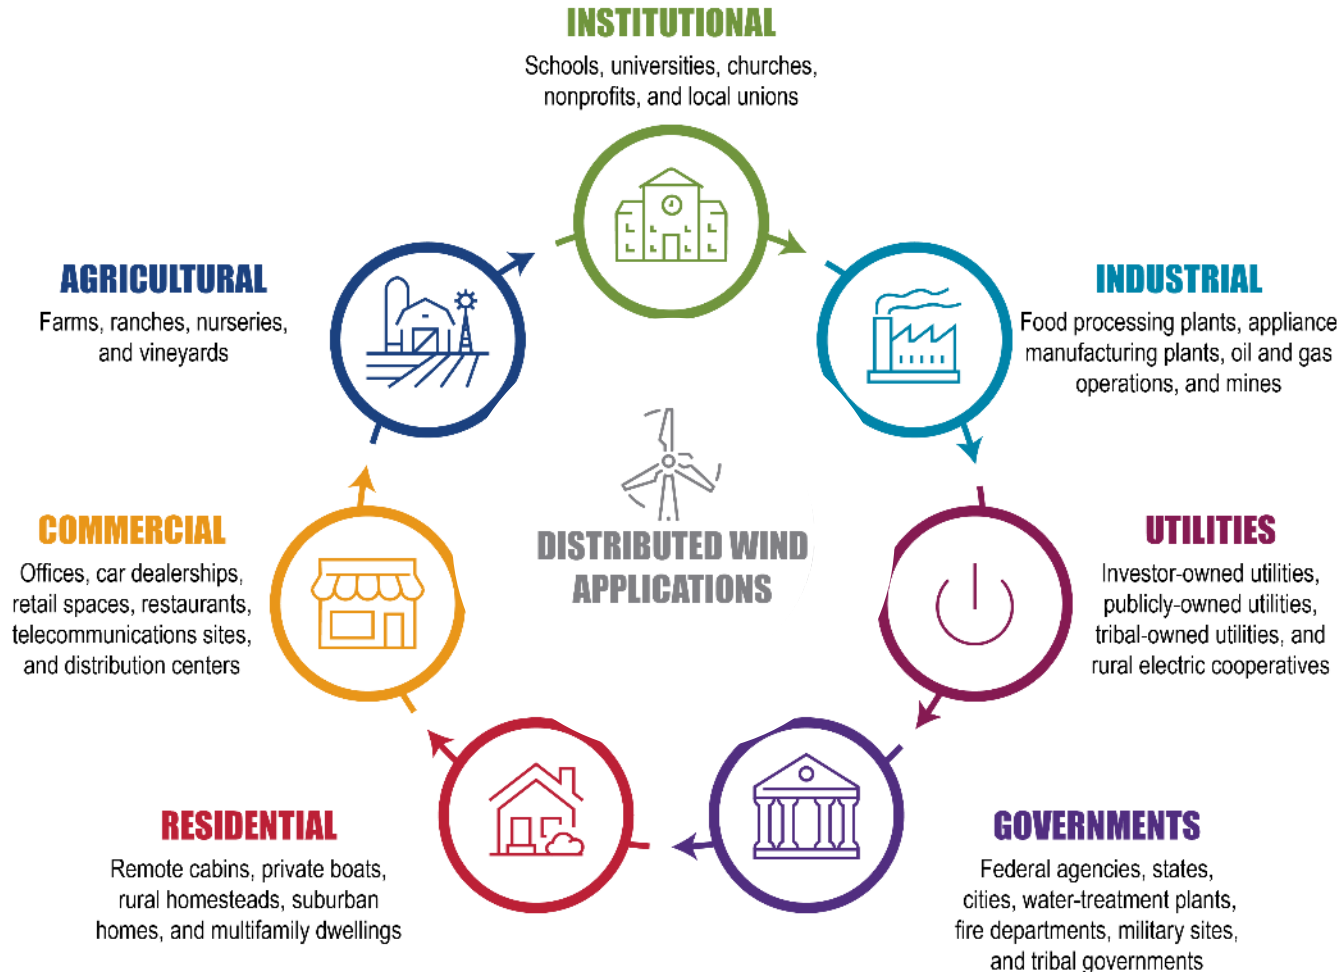 INSTITUTIONAL
Schools, universities, churches,
nonprofits, and local unions
AGRICULTURAL
Farms, ranches, nurseries,
and vineyards
INDUSTRIAL
Food processing plants, appliance
manufacturing plants, oil and gas
operations, and mines
DISTRIBUTED WIND
APPLICATIONS
COMMERCIAL
Offices, car dealerships,
retail spaces, restaurants,
telecommunications sites,
and distribution centers
UTILITIES
Investor-owned utilities,
publicly-owned utilities,
tribal-owned utilities, and
rural electric cooperatives
RESIDENTIAL
Remote cabins, private boats,
rural homesteads, suburban
homes, and multifamily dwellings
GOVERNMENTS
Federal agencies, states,
cities, water-treatment plants,
fire departments, military sites,
and tribal governments